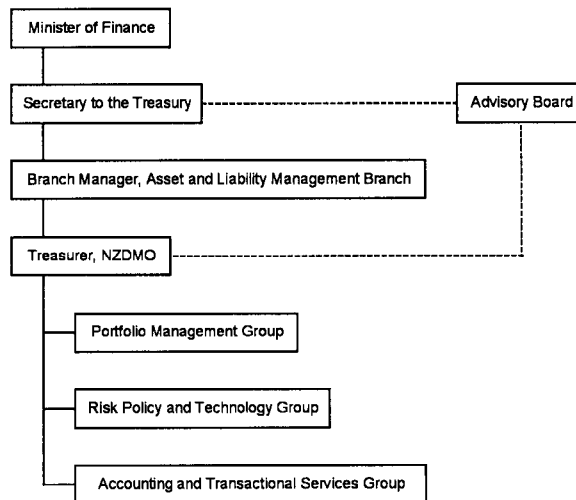 Minister of Finance
Secretary to the Treasury
Advisory Board
Branch Manager, Asset and Liability Management Branch
Treasurer, NZDMO
Portfolio Management Group
Risk Policy and Technology Group
Accounting and Transactional Services Group